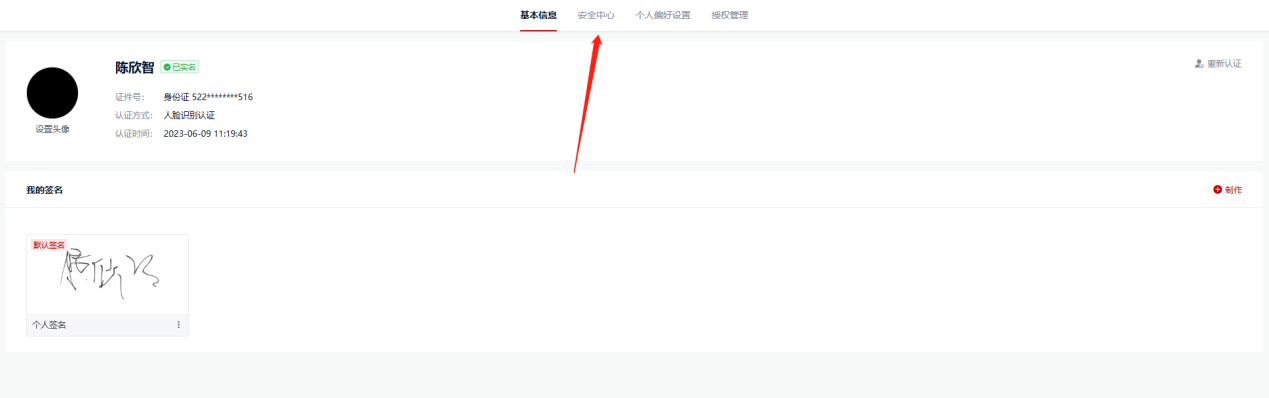 基本信息 安全中心 个人偏好设置 授权管理
陈欣智 已实名
重新认证
证件号： 身份证 522********516
认证方式： 人脸识别认证
认证时间： 2023-06-09 11:19:43
设置头像
我的签名
制作
默认签名
个人签名